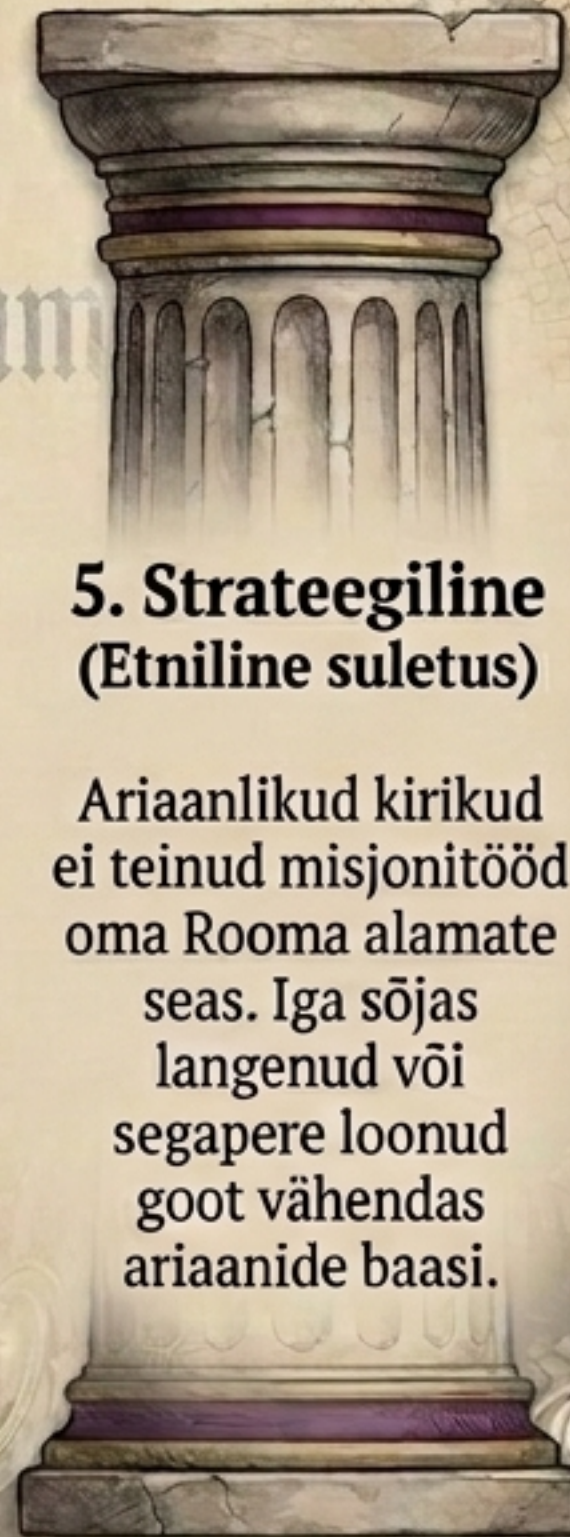 5. Strateegiline
(Etniline suletus)
Ariaanlikud kirikud
ei teinud misjonitööd
oma Rooma alamate
seas. Iga sõjas
langenud või
segapere loonud
goot vähendas
ariaanide baasi.